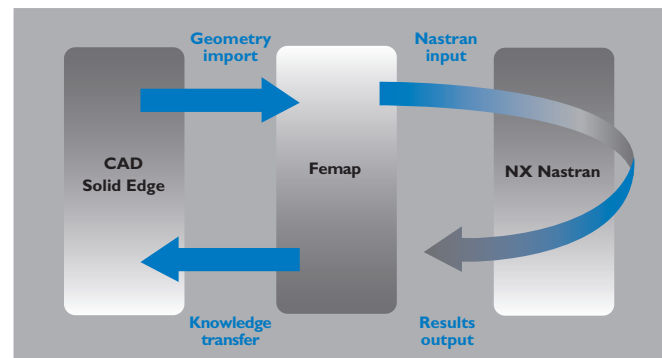 Geometry
import
Nastran
input
CAD
Solid Edge
Femap
NX Nastran
Knowledge
transfer
Results
output